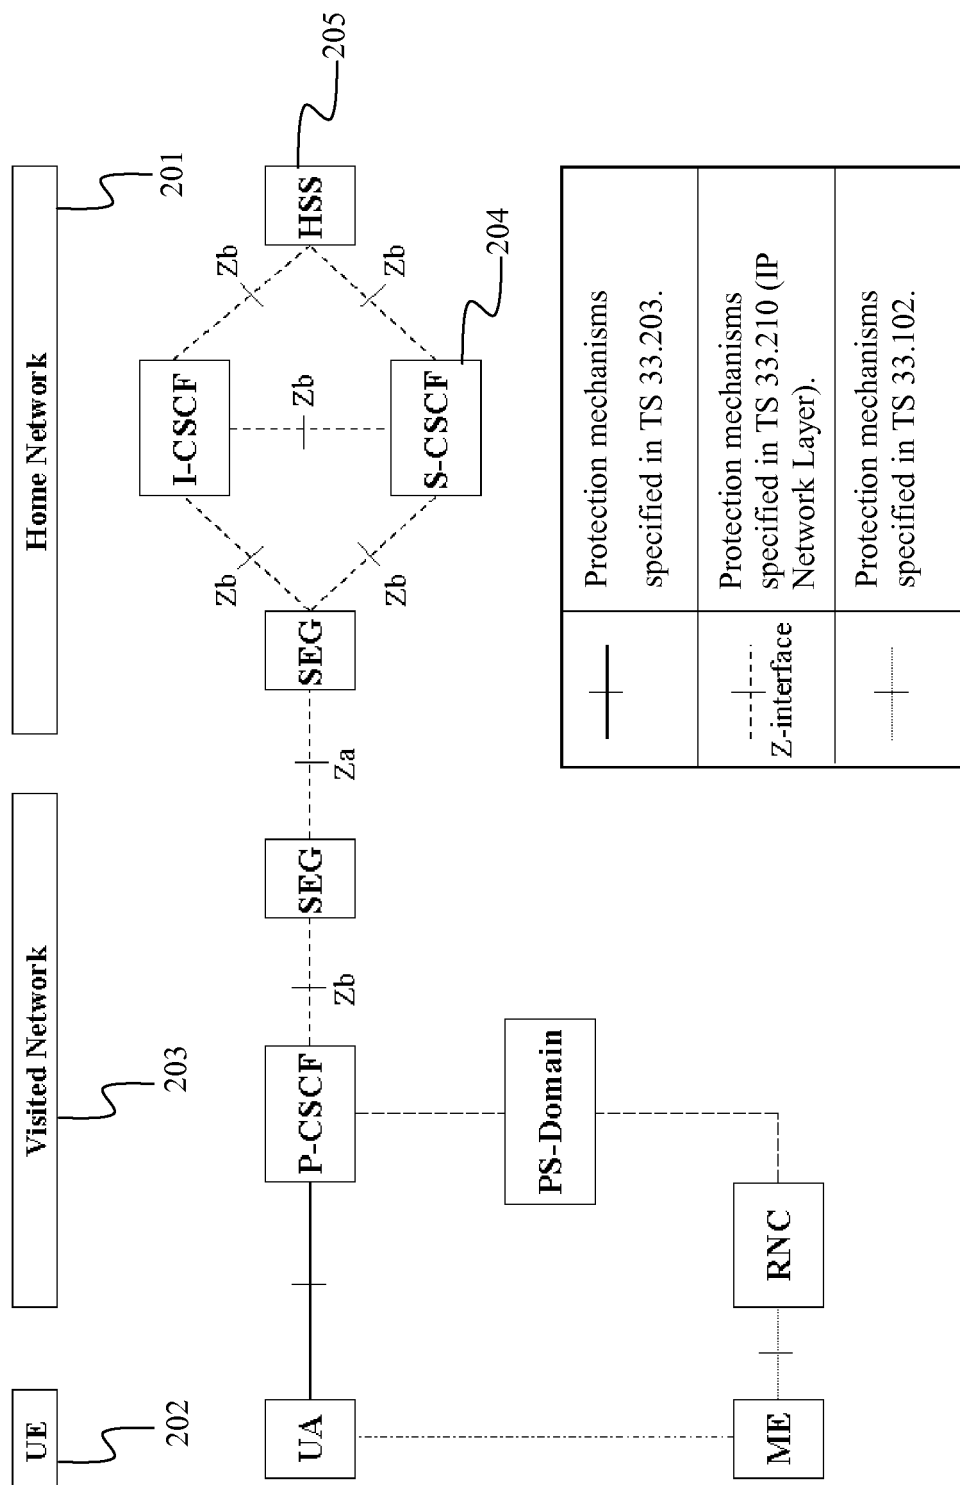 UE
Visited Network
Home Network
202
203
201
UA
P-CSCF
Zb
SEG
Za
SEG
Zb
Zb
I-CSCF
Zb
S-CSCF
Zb
Zb
HSS
204
205
PS-Domain
ME
RNC
Protection mechanisms
specified in TS 33.203.
Z-interface
Protection mechanisms
specified in TS 33.210 (IP
Network Layer).
Protection mechanisms
specified in TS 33.102.